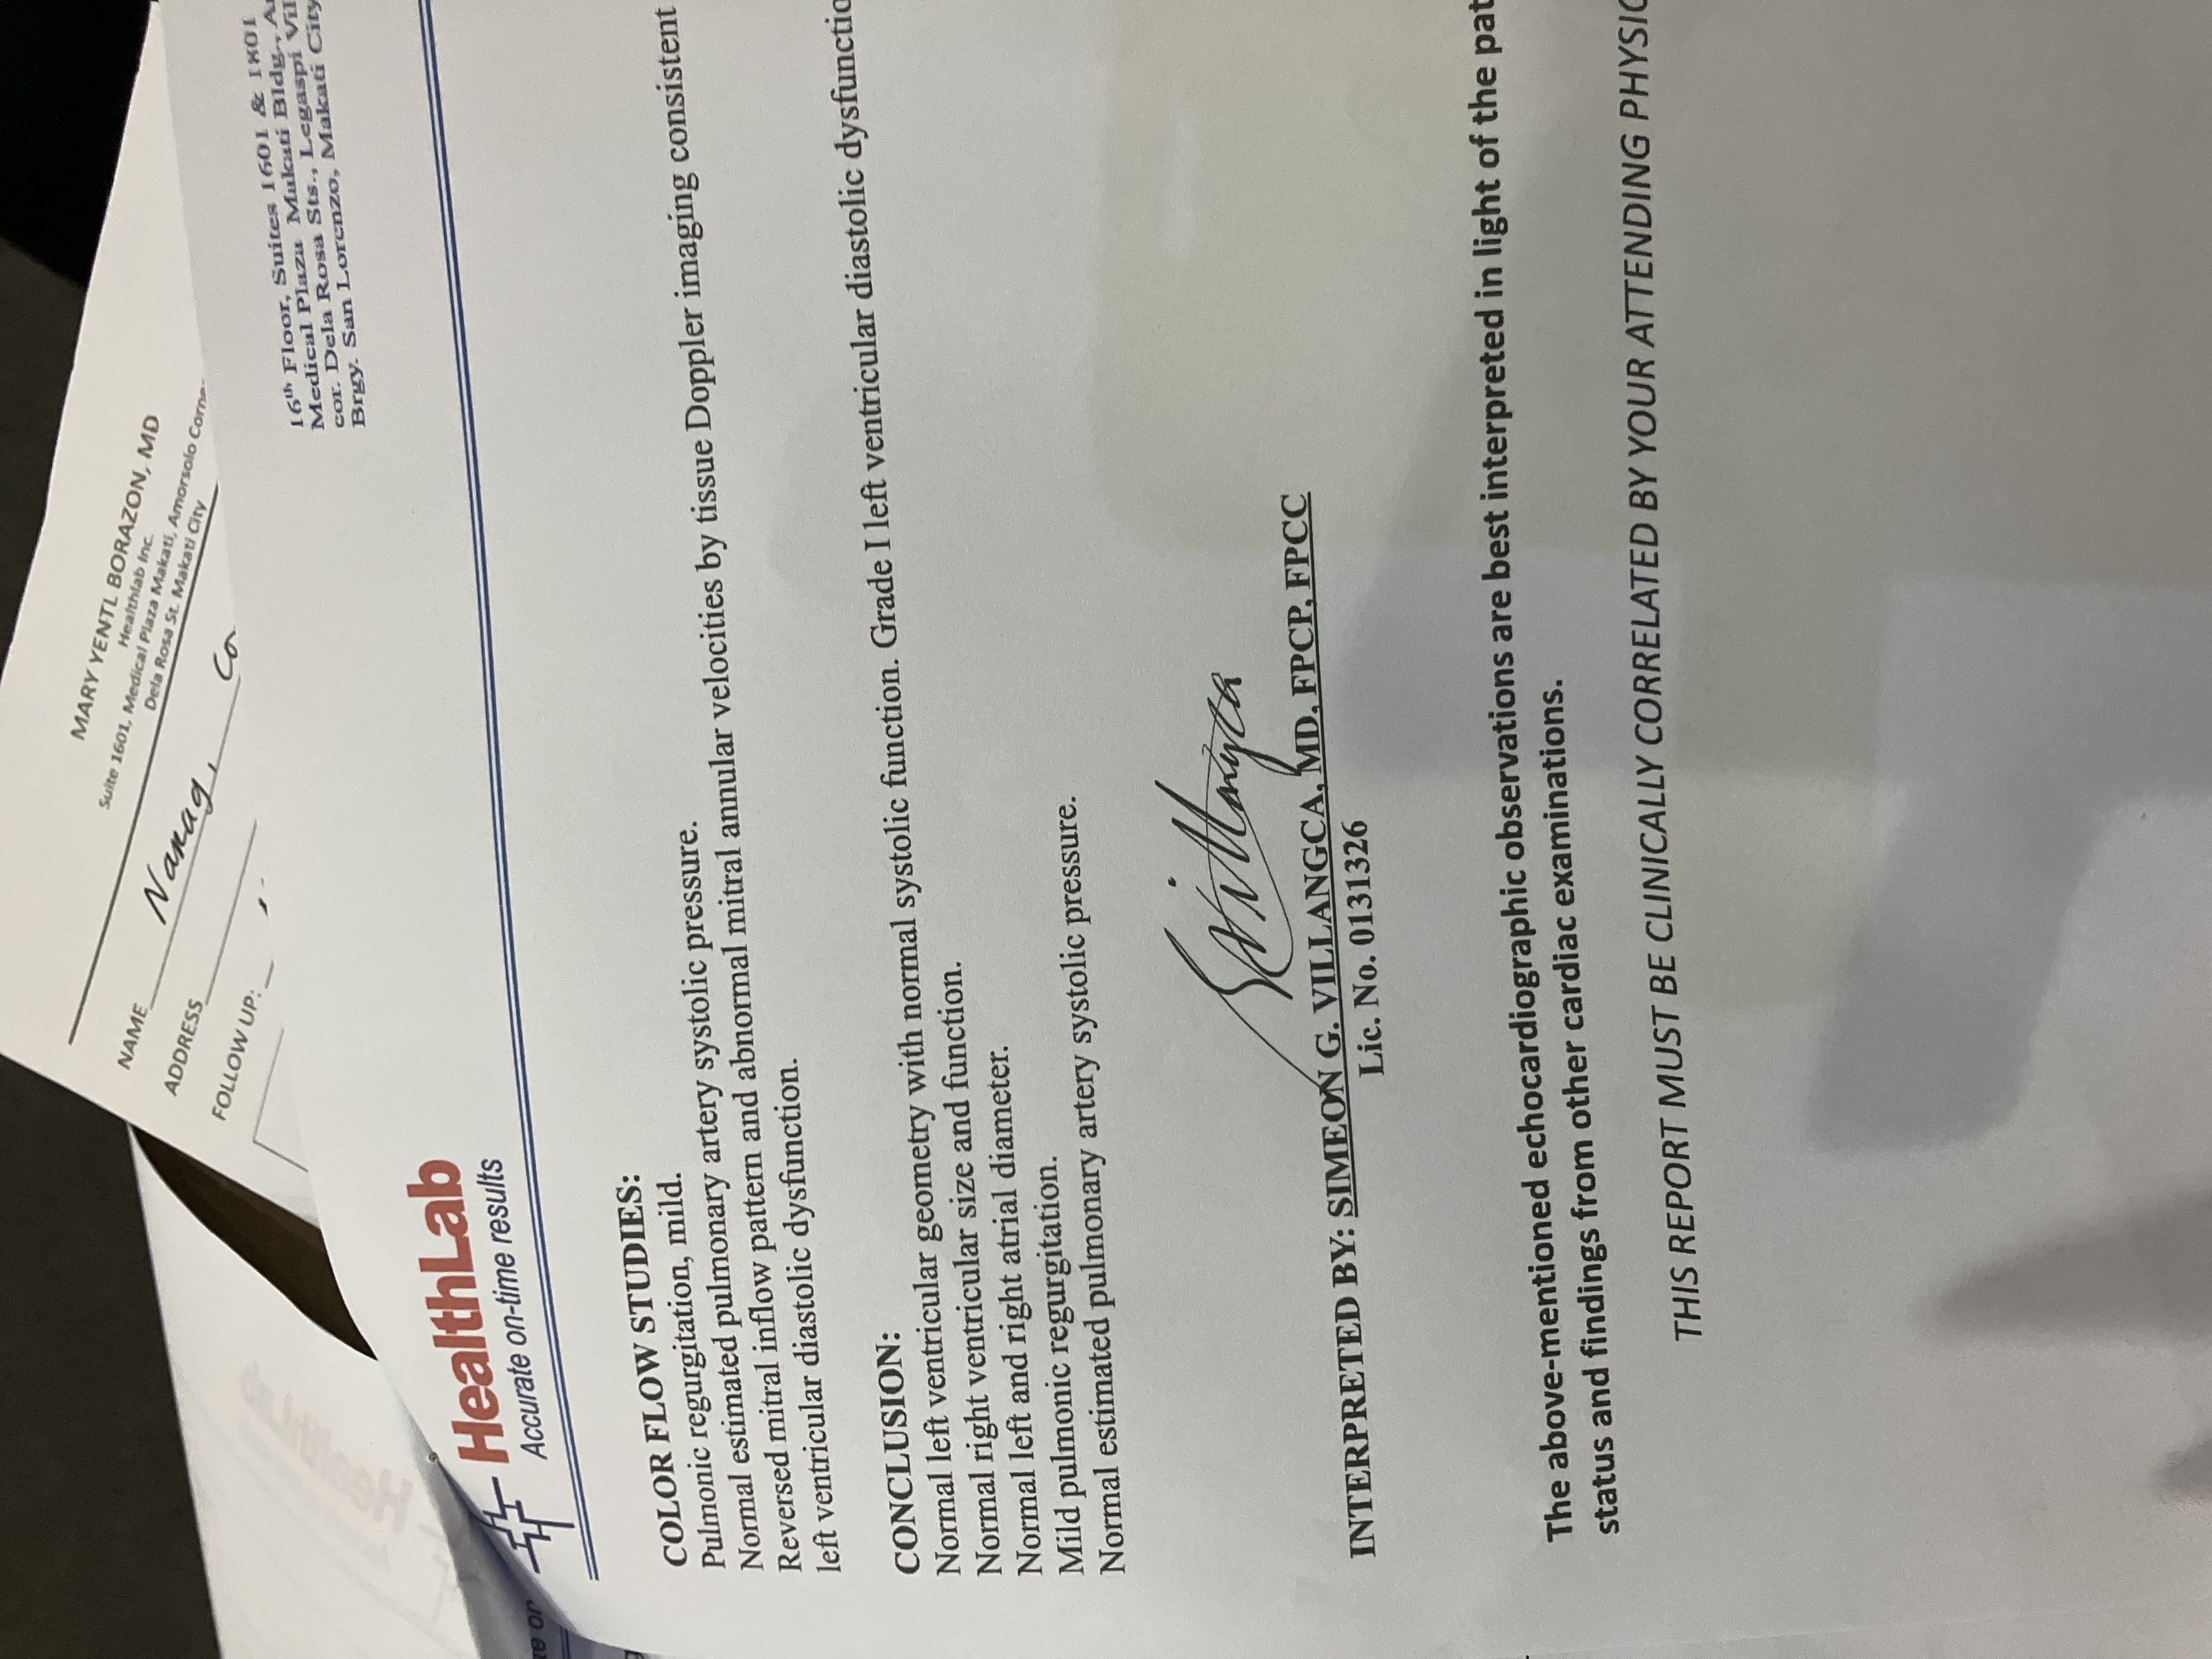 MARY YENTL BORAZON, MD
Healthlab Inc.
Suite 1601, Medical Plaza Makati, Amorsolo Corne
Dela Rosa St. Makati City
NAME Nanag, Co
ADDRESS
FOLLOW UP:
16th Floor, Suites 1601 & 1801
Medical Plaza Makati Bldg., A
cor. Dela Rosa Sts., Legaspi Vil
Brgy. San Lorenzo, Makati City
HealthLab
Accurate on-time results
COLOR FLOW STUDIES:
Pulmonic regurgitation, mild.
Normal estimated pulmonary artery systolic pressure.
Reversed mitral inflow pattern and abnormal mitral annular velocities by tissue Doppler imaging consistent
left ventricular diastolic dysfunction.
CONCLUSION:
Normal left ventricular geometry with normal systolic function. Grade I left ventricular diastolic dysfunctio
Normal right ventricular size and function.
Normal left and right atrial diameter.
Mild pulmonic regurgitation.
Normal estimated pulmonary artery systolic pressure.
SVillangca
INTERPRETED BY: SIMEON G. VILLANGCA, MD, FPCP, FPCC
Lic. No. 0131326
The above-mentioned echocardiographic observations are best interpreted in light of the pat
status and findings from other cardiac examinations.
THIS REPORT MUST BE CLINICALLY CORRELATED BY YOUR ATTENDING PHYSIC